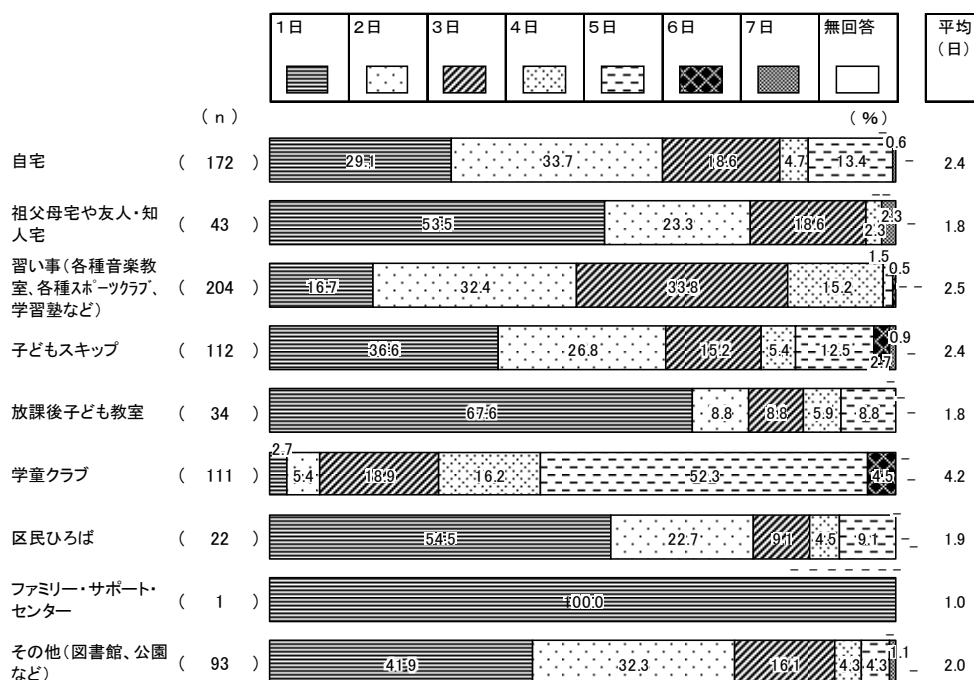 1日 2日 3日 4日 5日 6日 7日 無回答 平均（日）
（ｎ） （％）
自宅 ( 172 ) 29.1 33.7 18.6 4.7 13.4 0.6 - - 2.4
祖父母宅や友人・知人宅 ( 43 ) 53.5 23.3 18.6 2.3 - - 2.3 - 1.8
習い事（各種音楽教室、各種スポーツクラブ、学習塾など） ( 204 ) 16.7 32.4 33.8 15.2 1.5 0.5 - - 2.5
子どもスキップ ( 112 ) 36.6 26.8 15.2 5.4 12.5 2.7 0.9 - 2.4
放課後子ども教室 ( 34 ) 67.6 8.8 8.8 5.9 8.8 - - - 1.8
学童クラブ ( 111 ) 2.7 5.4 18.9 16.2 52.3 4.5 - - 4.2
区民ひろば ( 22 ) 54.5 22.7 9.1 4.5 9.1 - - - 1.9
ファミリー・サポート・センター ( 1 ) 100.0 - - - - - - - 1.0
その他（図書館、公園など） ( 93 ) 41.9 32.3 16.1 4.3 4.3 - 1.1 - 2.0